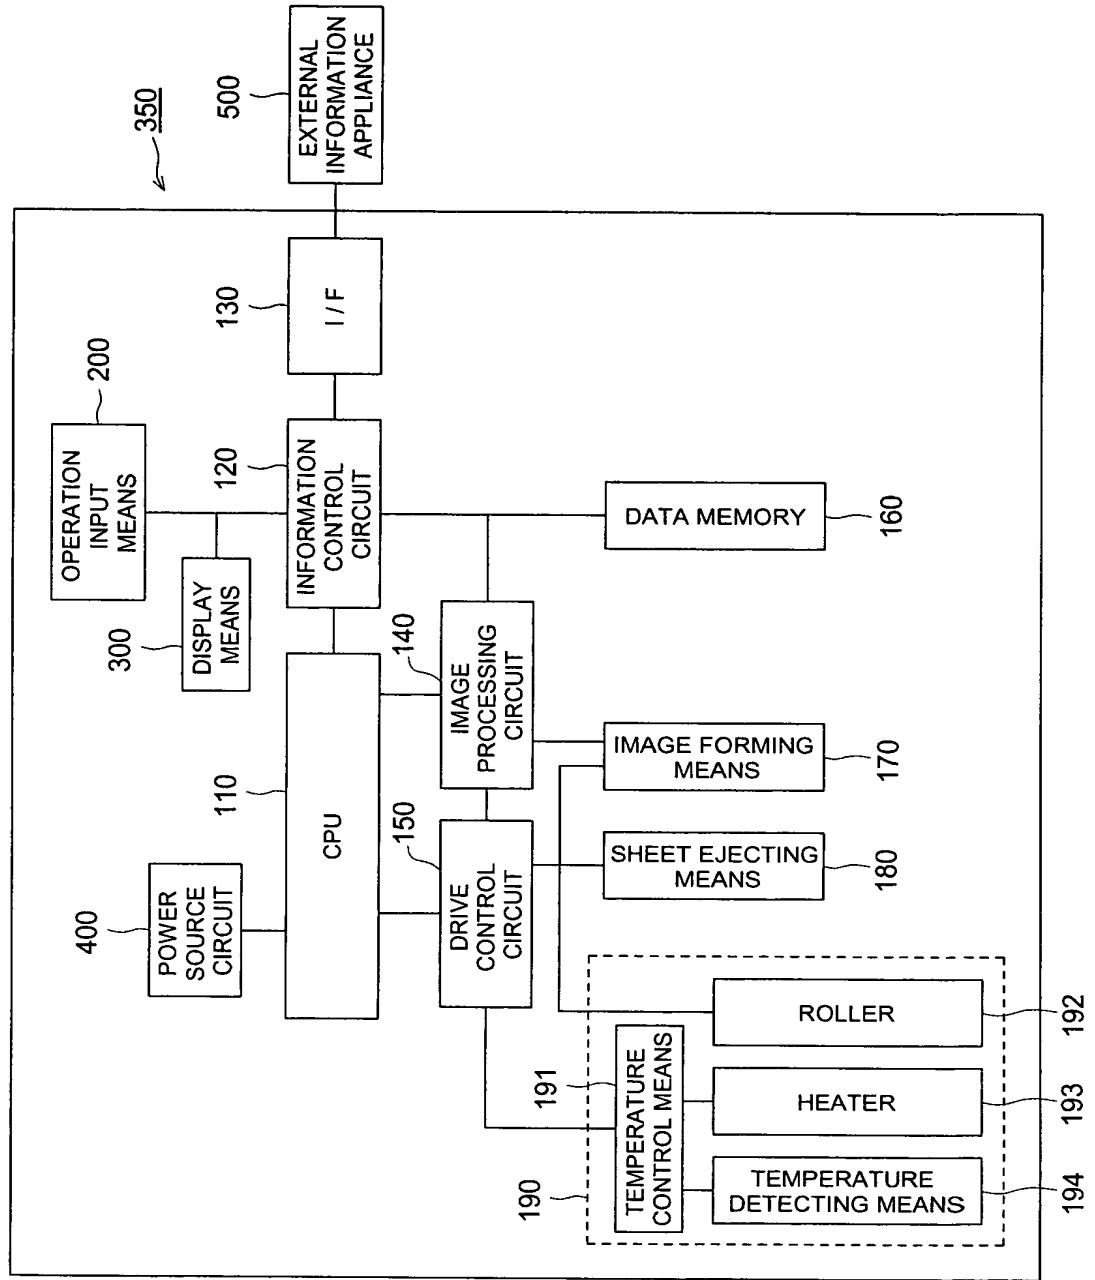 350
500
EXTERNAL
INFORMATION
APPLIANCE
130
I / F
200
OPERATION
INPUT
MEANS
120
INFORMATION
CONTROL
CIRCUIT
300
DISPLAY
MEANS
DATA MEMORY
160
110
CPU
140
IMAGE
PROCESSING
CIRCUIT
IMAGE FORMING
MEANS
170
400
POWER
SOURCE
CIRCUIT
150
DRIVE
CONTROL
CIRCUIT
SHEET EJECTING
MEANS
180
190
191
TEMPERATURE
CONTROL MEANS
ROLLER
192
HEATER
193
TEMPERATURE
DETECTING MEANS
194